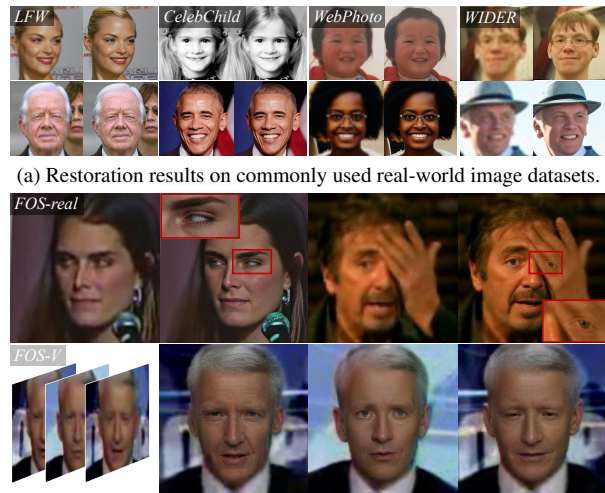 LFW
CelebChild
WebPhoto
WIDER
(a) Restoration results on commonly used real-world image datasets.
FOS-real
FOS-V